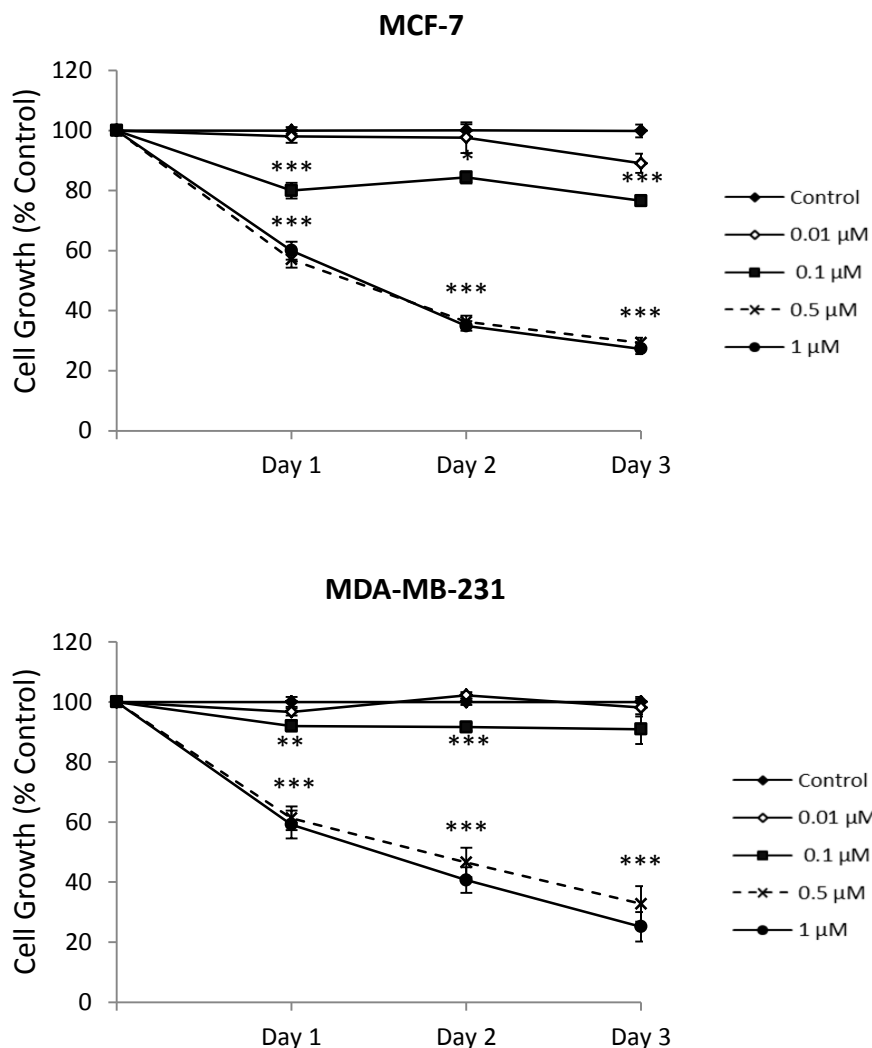 MCF-7
Cell Growth (% Control)
120
100
80
60
40
20
0
***
*
***
***
***
***
Day 1
Day 2
Day 3
Control
0.01 µM
0.1 µM
0.5 µM
1 µM
MDA-MB-231
Cell Growth (% Control)
120
100
80
60
40
20
0
**
***
***
***
***
Day 1
Day 2
Day 3
Control
0.01 µM
0.1 µM
0.5 µM
1 µM